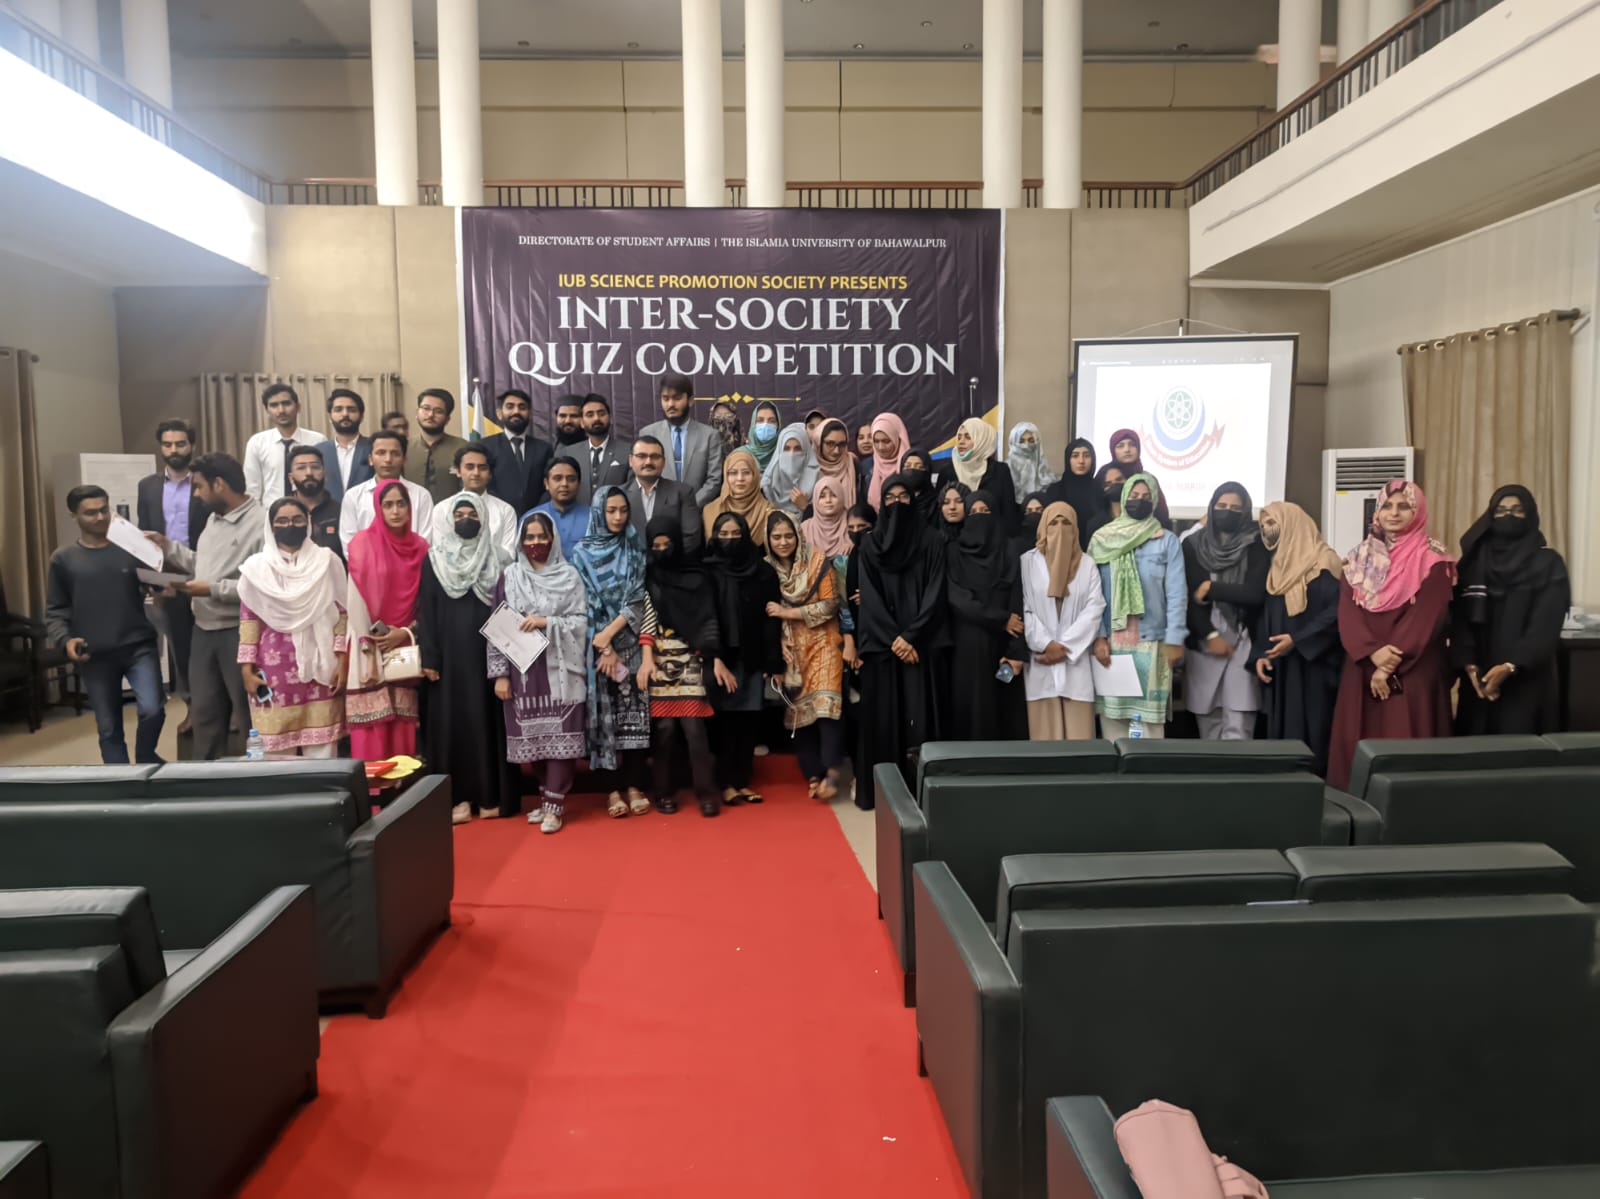 DIRECTORATE OF STUDENT AFFAIRS | THE ISLAMIA UNIVERSITY OF BAHAWALPUR
IUB SCIENCE PROMOTION SOCIETY PRESENTS
INTER-SOCIETY
QUIZ COMPETITION